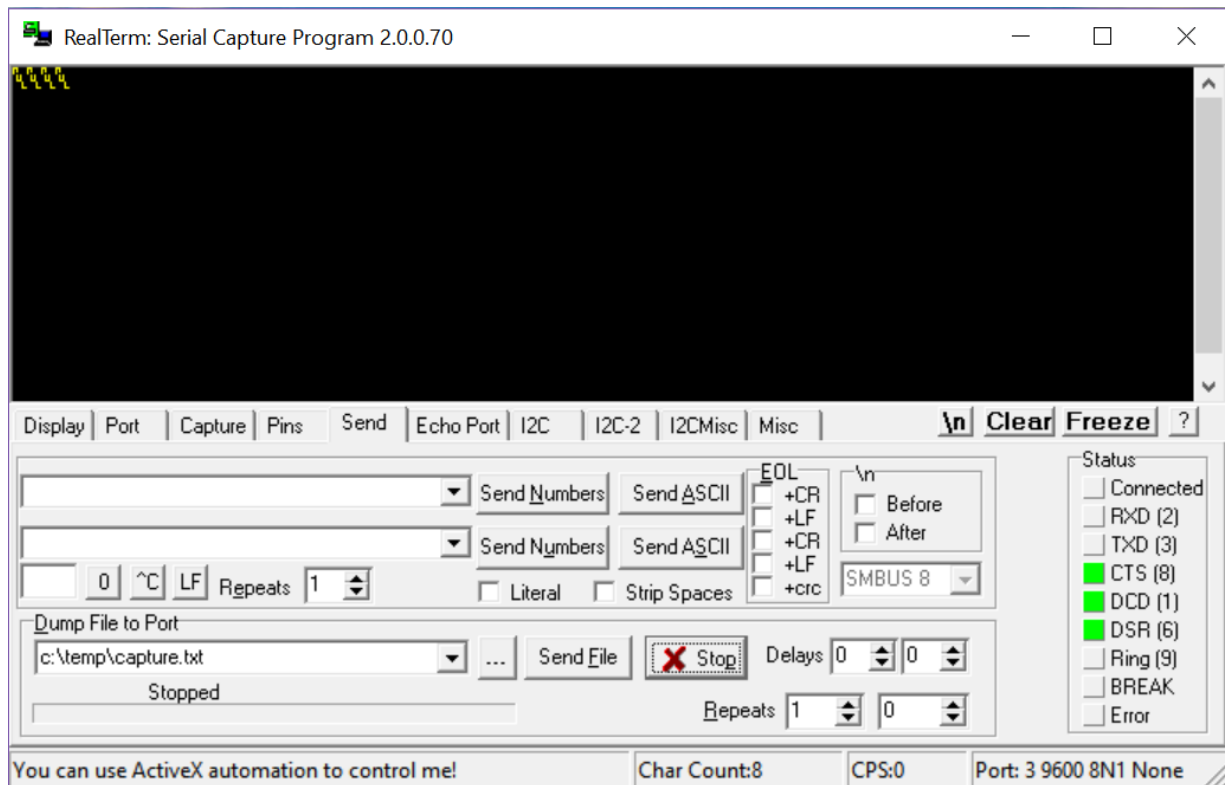 RealTerm: Serial Capture Program 2.0.0.70
Display Port Capture Pins Send Echo Port I2C I2C-2 I2CMisc Misc \n Clear Freeze ?
Send Numbers Send ASCII
EOL
+CR
+LF
\n
Before
After
Send Numbers Send ASCII
+CR
+LF
+crc
SMBUS 8
0 ^C LF Repeats 1
Literal Strip Spaces
Dump File to Port
c:\temp\capture.txt ... Send File Stop Delays 0 0
Stopped
Repeats 1 0
Status
Connected
RXD (2)
TXD (3)
CTS (8)
DCD (1)
DSR (6)
Ring (9)
BREAK
Error
You can use ActiveX automation to control me! Char Count:8 CPS:0 Port: 3 9600 8N1 None